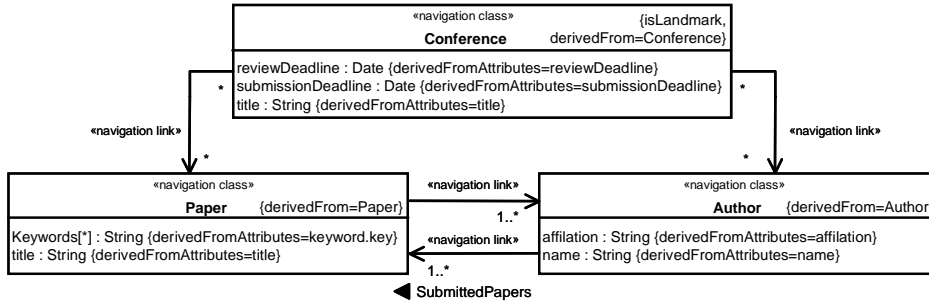 «navigation class»
{isLandmark,
Conference
derivedFrom=Conference}
reviewDeadline : Date {derivedFromAttributes=reviewDeadline}
submissionDeadline : Date {derivedFromAttributes=submissionDeadline}
title : String {derivedFromAttributes=title}
*
*
«navigation link»
«navigation link»
*
*
«navigation class»
Paper
{derivedFrom=Paper}
Keywords[*] : String {derivedFromAttributes=keyword.key}
title : String {derivedFromAttributes=title}
«navigation link»
1..*
«navigation link»
1..*
SubmittedPapers
«navigation class»
Author
{derivedFrom=Author
affilation : String {derivedFromAttributes=affilation}
name : String {derivedFromAttributes=name}